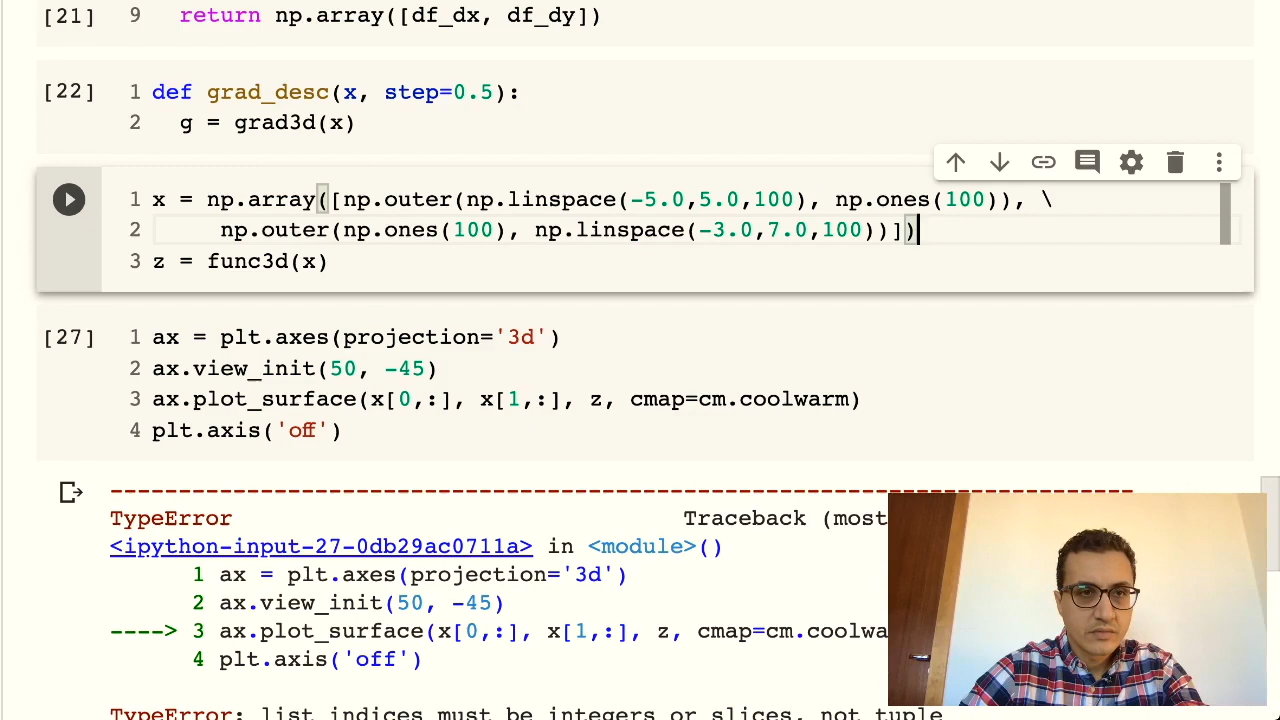 [21] 9 return np.array([df_dx, df_dy])
[22] 1 def grad_desc(x, step=0.5):
2 g = grad3d(x)
1 x = np.array([np.outer(np.linspace(-5.0,5.0,100), np.ones(100)), \
2 np.outer(np.ones(100), np.linspace(-3.0,7.0,100))])
3 z = func3d(x)
[27] 1 ax = plt.axes(projection='3d')
2 ax.view_init(50, -45)
3 ax.plot_surface(x[0,:], x[1,:], z, cmap=cm.coolwarm)
4 plt.axis('off')
---------------------------------------------------------------------------
TypeError Traceback (most
<ipython-input-27-0db29ac0711a> in <module>()
1 ax = plt.axes(projection='3d')
2 ax.view_init(50, -45)
----> 3 ax.plot_surface(x[0,:], x[1,:], z, cmap=cm.coolwa
4 plt.axis('off')
TypeError: list indices must be integers or slices, not tuple